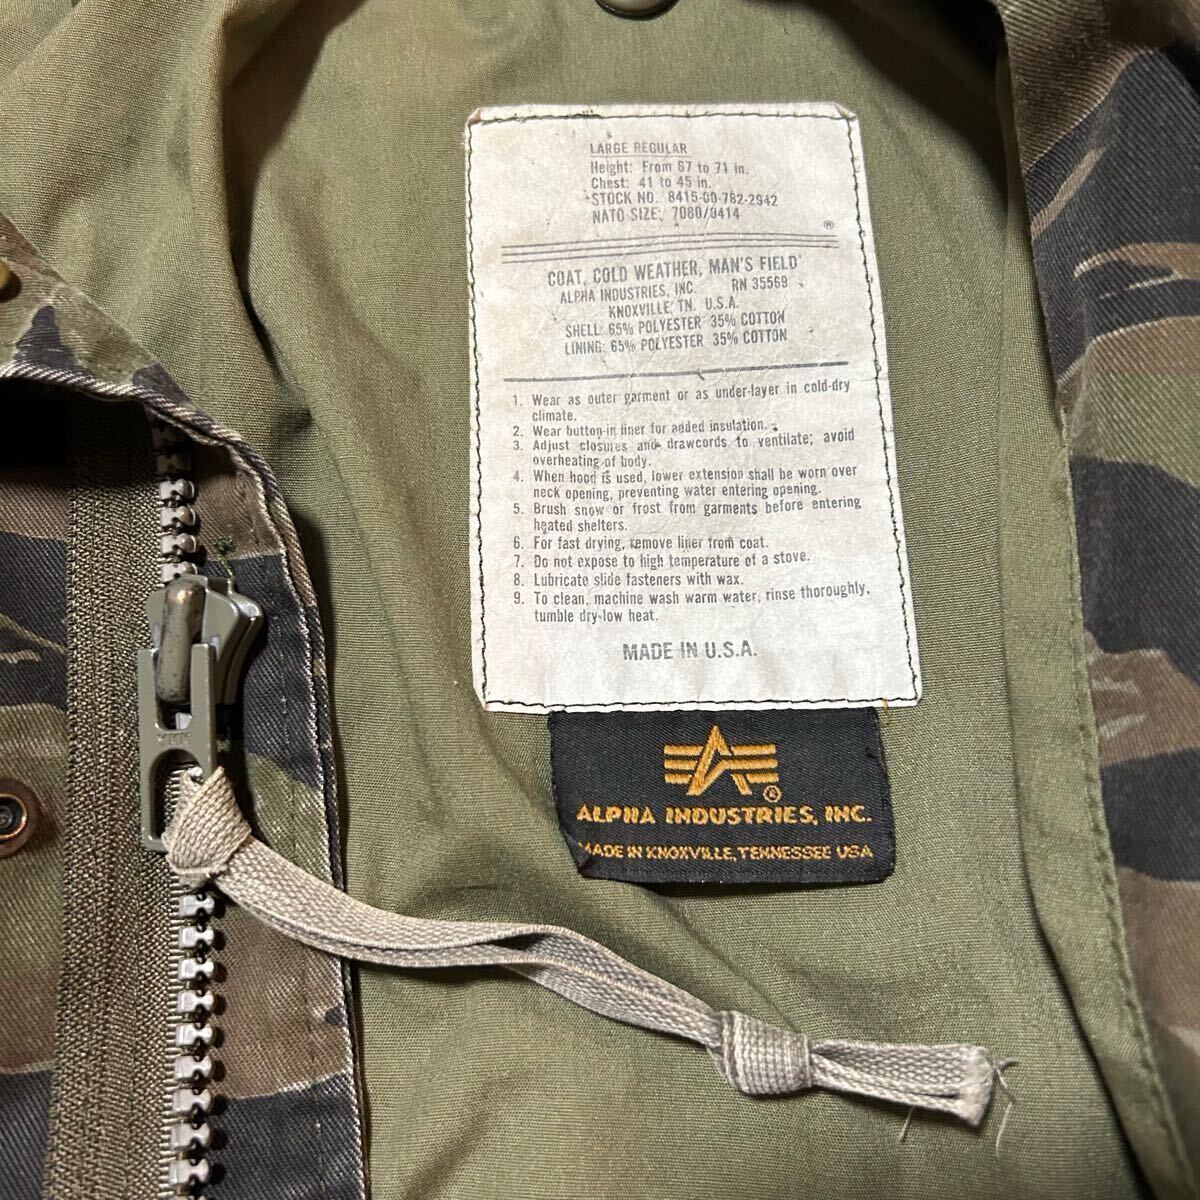 LARGE REGULAR
Height: From 67 to 71 in.
Chest: 41 to 45 in.
STOCK NO. 8415-00-782-2942
NATO SIZE: 7080/9414
®
COAT, COLD WEATHER, MAN'S FIELD
ALPHA INDUSTRIES, INC. RN 35569
KNOXVILLE, TN. U.S.A.
SHELL: 65% POLYESTER 35% COTTON
LINING: 65% POLYESTER 35% COTTON
1. Wear as outer garment or as under-layer in cold-dry
climate.
2. Wear button-in liner for added insulation.
3. Adjust closures and drawcords to ventilate; avoid
overheating of body.
4. When hood is used, lower extension shall be worn over
neck opening, preventing water entering opening.
5. Brush snow or frost from garments before entering
heated shelters.
6. For fast drying, remove liner from coat.
7. Do not expose to high temperature of a stove.
8. Lubricate slide fasteners with wax.
9. To clean, machine wash warm water, rinse thoroughly,
tumble dry-low heat.
MADE IN U.S.A.
®
ALPHA INDUSTRIES, INC.
MADE IN KNOXVILLE, TENNESSEE USA